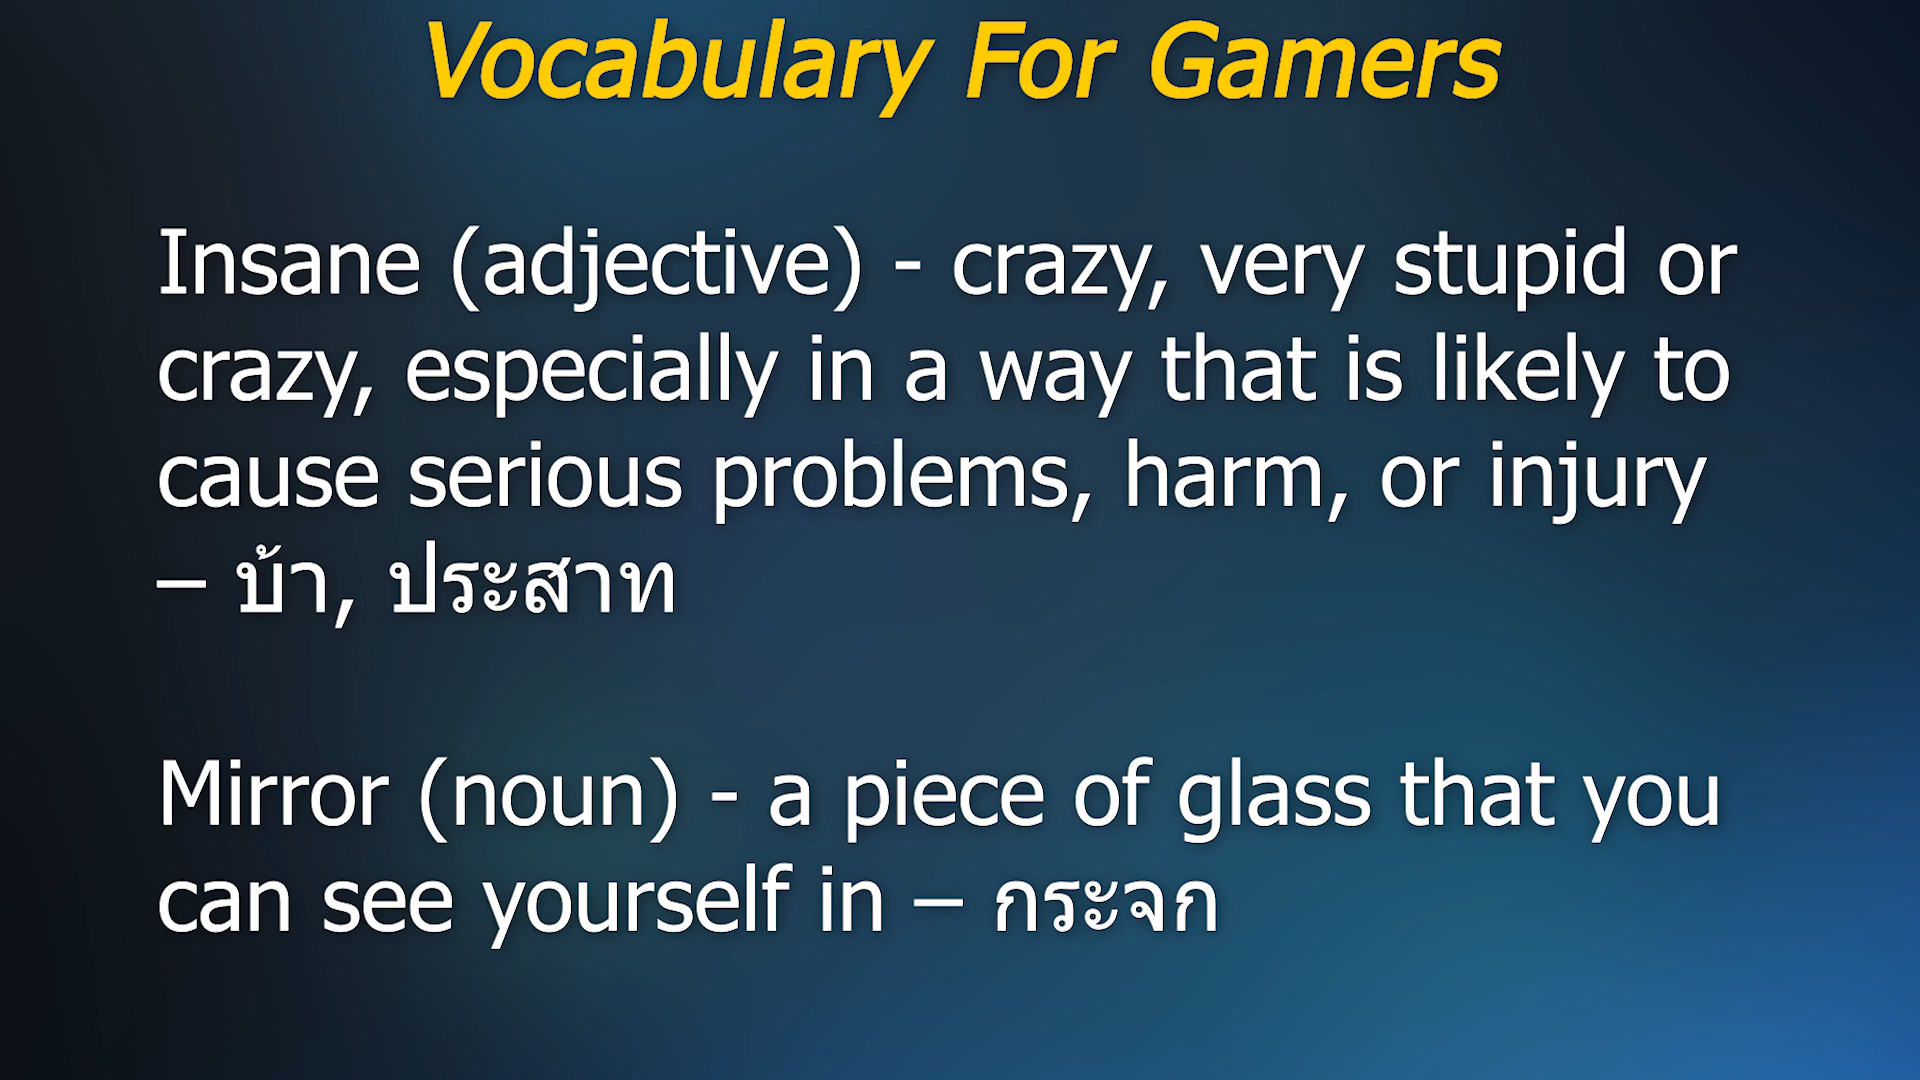 Vocabulary For Gamers
Insane (adjective) - crazy, very stupid or
crazy, especially in a way that is likely to
cause serious problems, harm, or injury
– บ้า, ประสาท
Mirror (noun) - a piece of glass that you
can see yourself in – กระจก